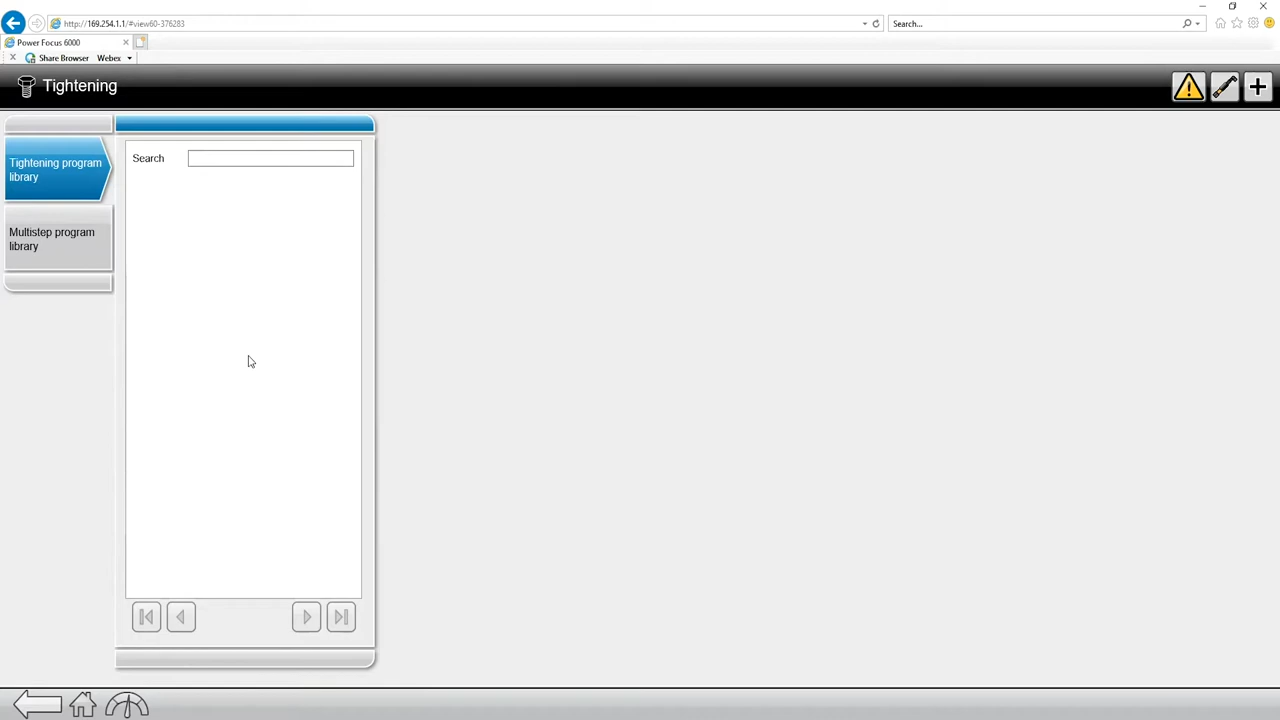 http://169.254.1.1/#view60-376283
Search...
Power Focus 6000
Share Browser Webex
Tightening
Tightening program
library
Search
Multistep program
library